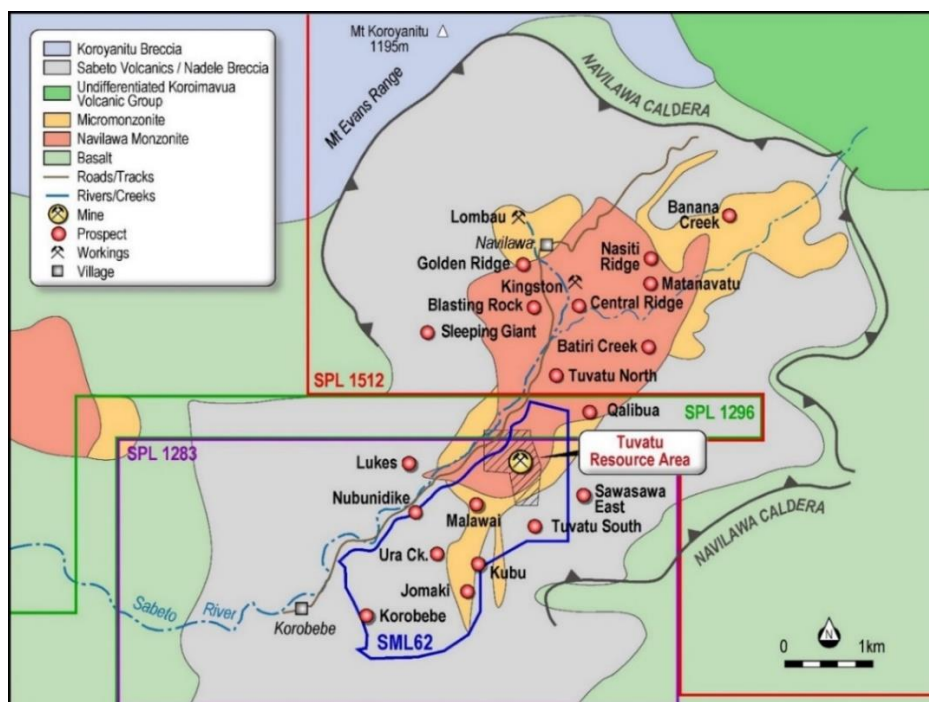 Koroyanitu Breccia
Sabeto Volcanics / Nadele Breccia
Undifferentiated Koroimavua
Volcanic Group
Micromonzonite
Navilawa Monzonite
Basalt
Roads/Tracks
Rivers/Creeks
Mine
Prospect
Workings
Village
Mt Koroyanitu
1195m
Mt Evans Range
NAVILAWA CALDERA
Lombau
Navilawa
Banana
Creek
Golden Ridge
Nasiti
Ridge
Kingston
Matanavatu
Blasting Rock
Central Ridge
Sleeping Giant
Batiri Creek
Tuvatu North
SPL 1512
Qalibua
SPL 1296
SPL 1283
Tuvatu
Resource Area
Lukes
Nubunidike
Malawai
Sawasawa
East
Tuvatu South
NAVILAWA CALDERA
Ura Ck.
Kubu
Jomaki
Sabeto River
Korobebe
Korobebe
SML62
N
0 1km